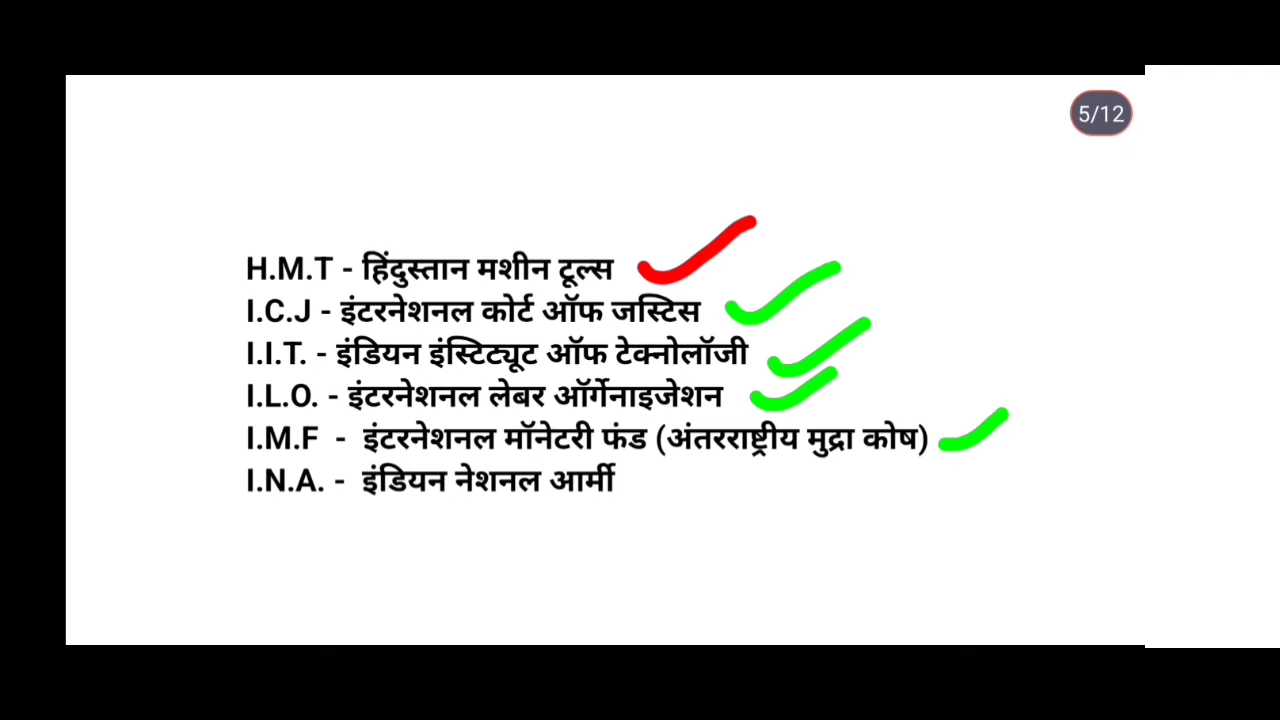 5/12
H.M.T - हिंदुस्तान मशीन टूल्स
I.C.J - इंटरनेशनल कोर्ट ऑफ जस्टिस
I.I.T. - इंडियन इंस्टिट्यूट ऑफ टेक्नोलॉजी
I.L.O. - इंटरनेशनल लेबर ऑर्गेनाइजेशन
I.M.F - इंटरनेशनल मॉनेटरी फंड (अंतरराष्ट्रीय मुद्रा कोष)
I.N.A. - इंडियन नेशनल आर्मी